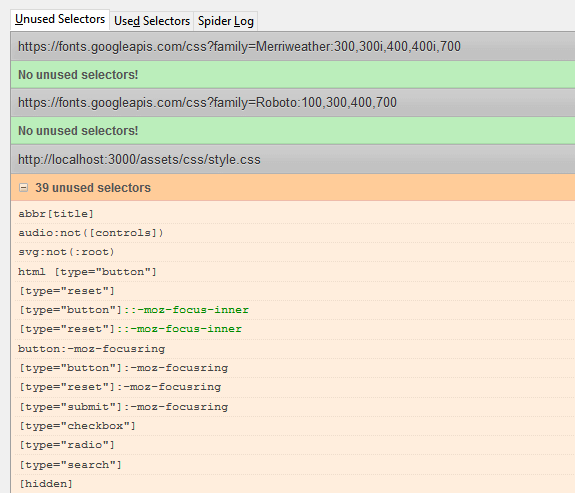 Unused Selectors Used Selectors Spider Log
https://fonts.googleapis.com/css?family=Merriweather:300,300i,400,400i,700
No unused selectors!
https://fonts.googleapis.com/css?family=Roboto:100,300,400,700
No unused selectors!
http://localhost:3000/assets/css/style.css
39 unused selectors
abbr[title]
audio:not([controls])
svg:not(:root)
html [type="button"]
[type="reset"]
[type="button"]::-moz-focus-inner
[type="reset"]::-moz-focus-inner
button:-moz-focusring
[type="button"]:-moz-focusring
[type="reset"]:-moz-focusring
[type="submit"]:-moz-focusring
[type="checkbox"]
[type="radio"]
[type="search"]
[hidden]